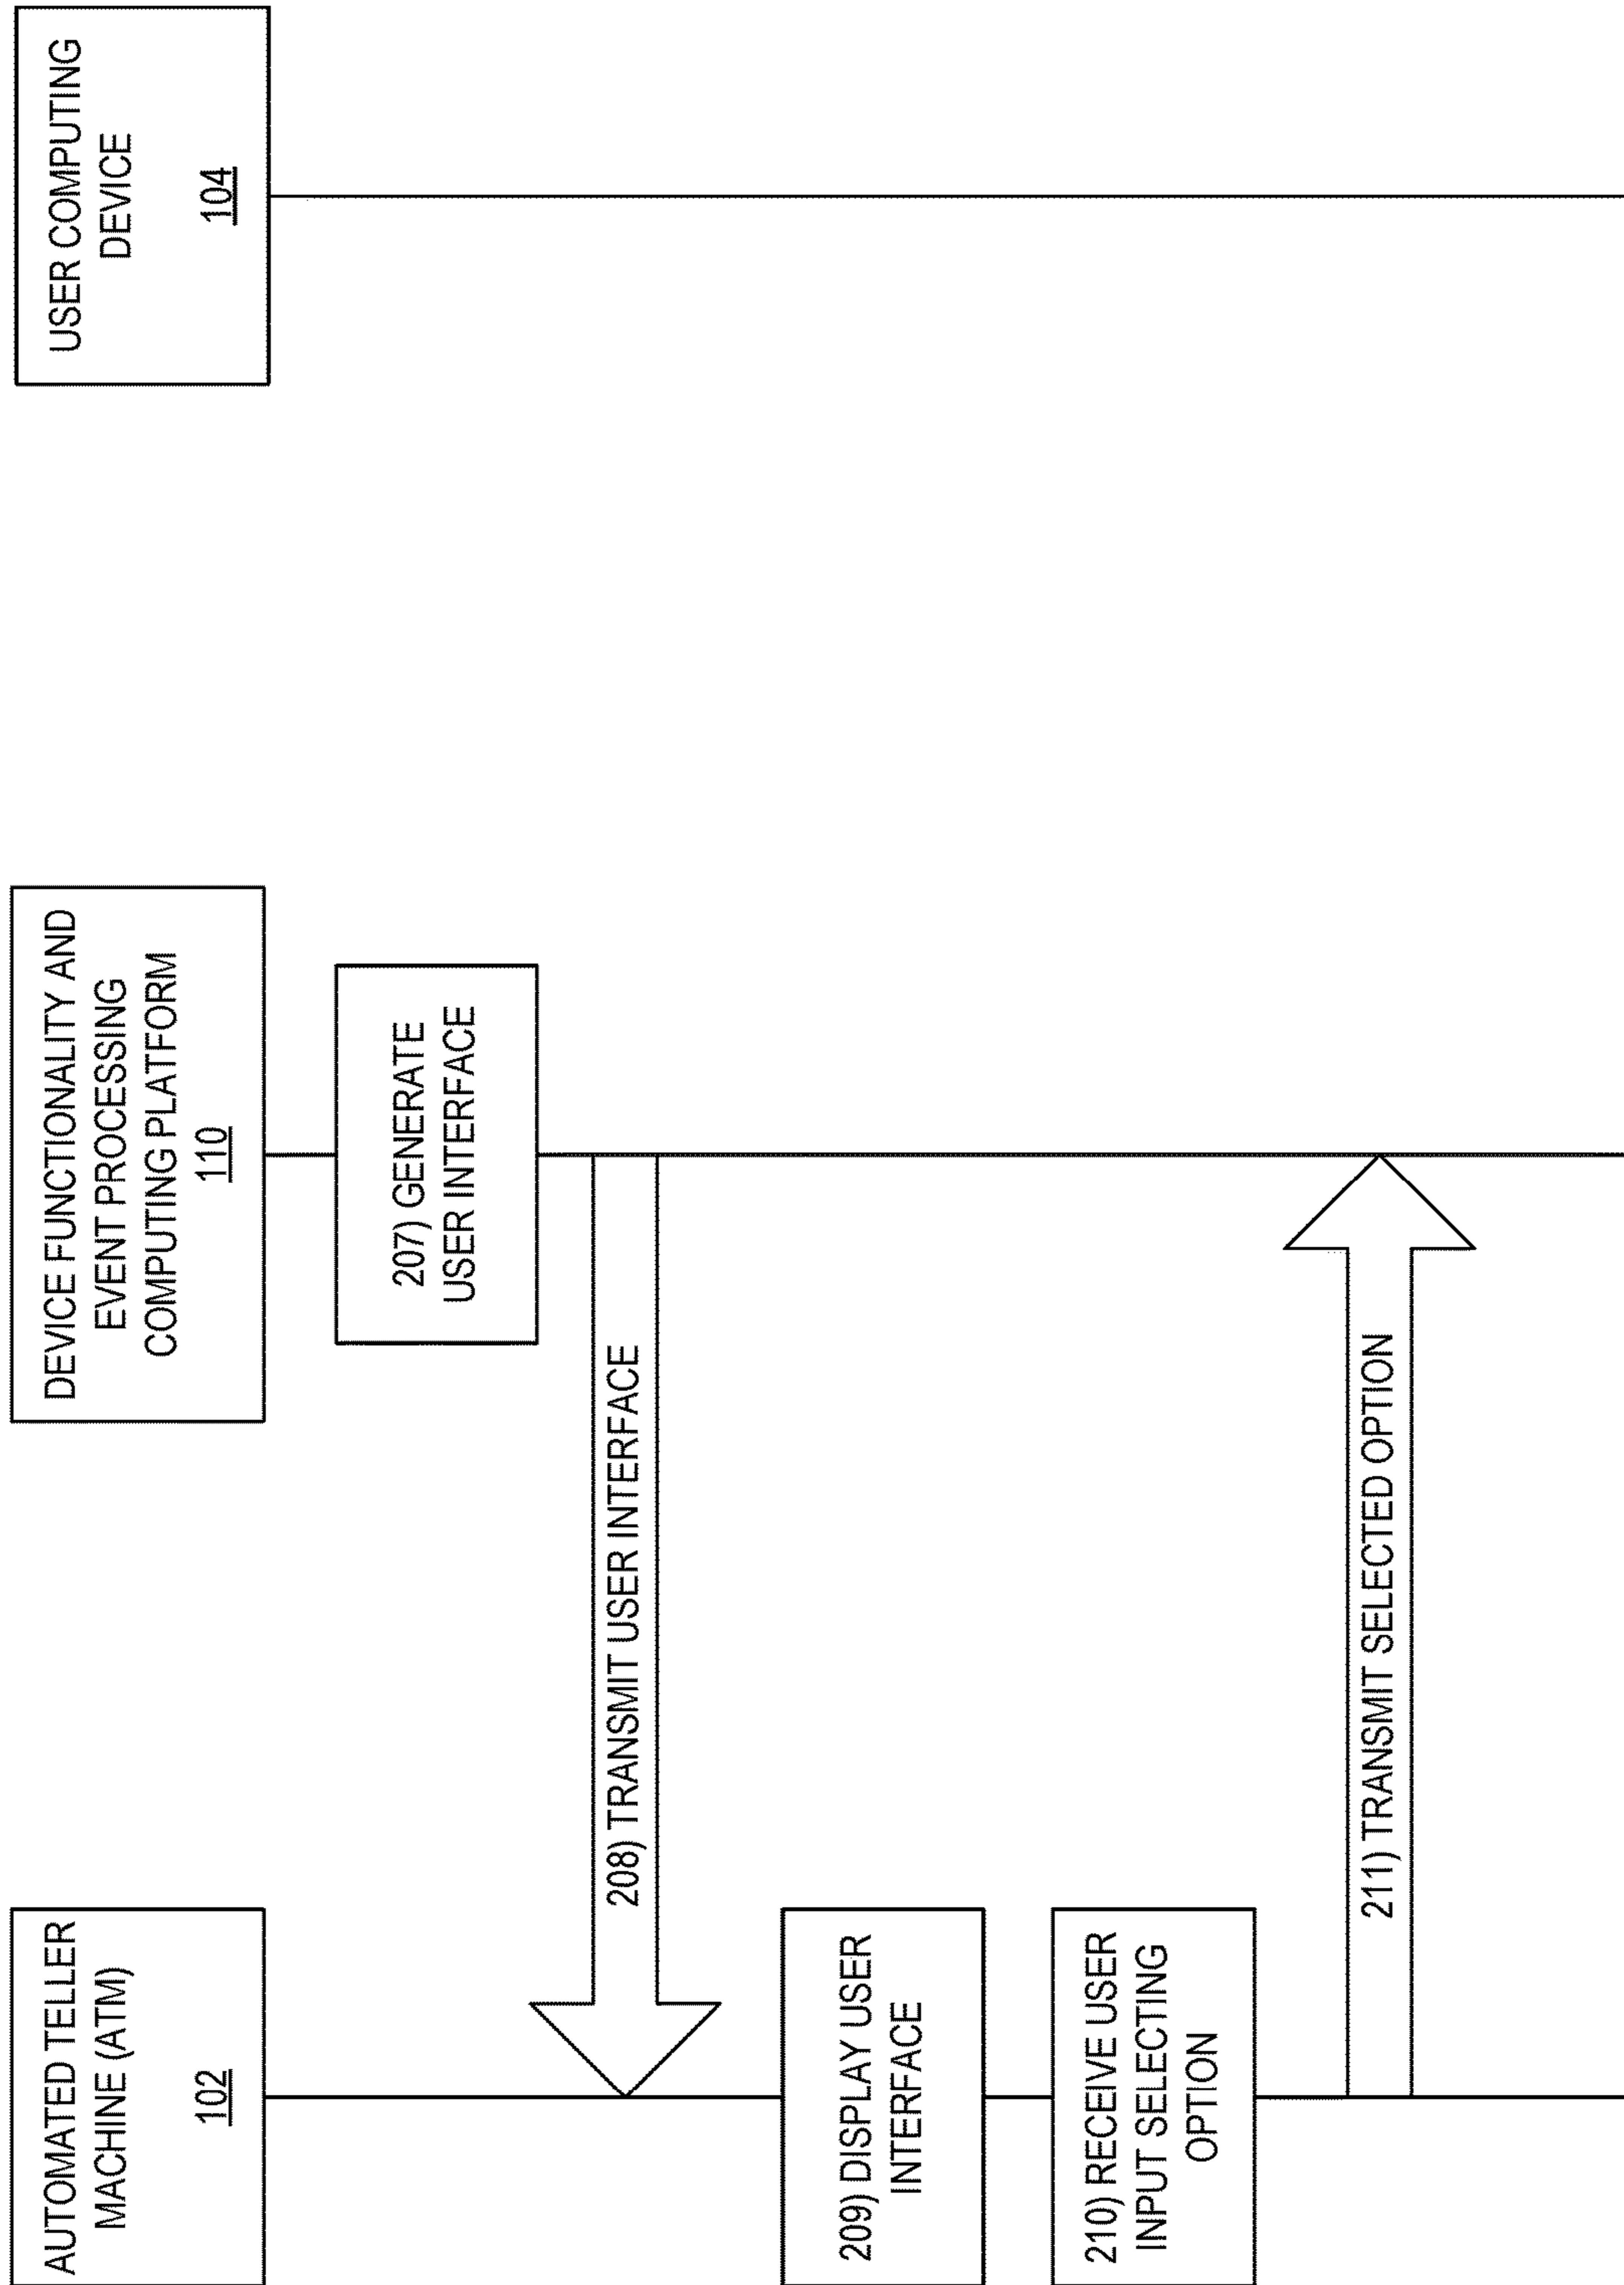 AUTOMATED TELLER
MACHINE (ATM)
102
DEVICE FUNCTIONALITY AND
EVENT PROCESSING
COMPUTING PLATFORM
110
USER COMPUTING
DEVICE
104
207) GENERATE
USER INTERFACE
208) TRANSMIT USER INTERFACE
209) DISPLAY USER
INTERFACE
210) RECEIVE USER
INPUT SELECTING
OPTION
211) TRANSMIT SELECTED OPTION